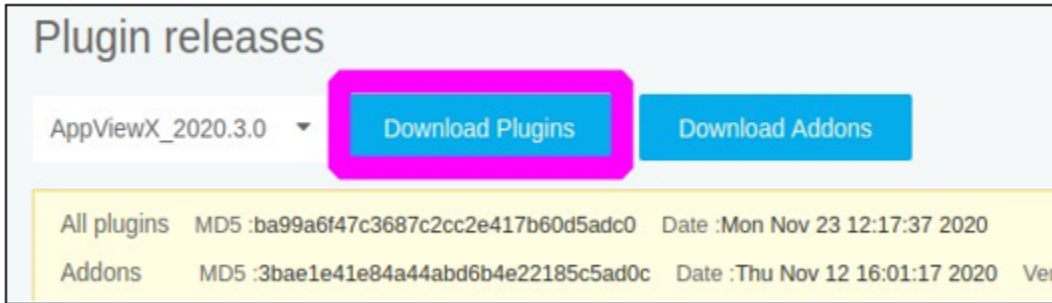 Plugin releases
AppViewX_2020.3.0 Download Plugins Download Addons
All plugins MD5 :ba99a6f47c3687c2cc2e417b60d5adc0 Date :Mon Nov 23 12:17:37 2020
Addons MD5 :3bae1e41e84a44abd6b4e22185c5ad0c Date :Thu Nov 12 16:01:17 2020 Ver